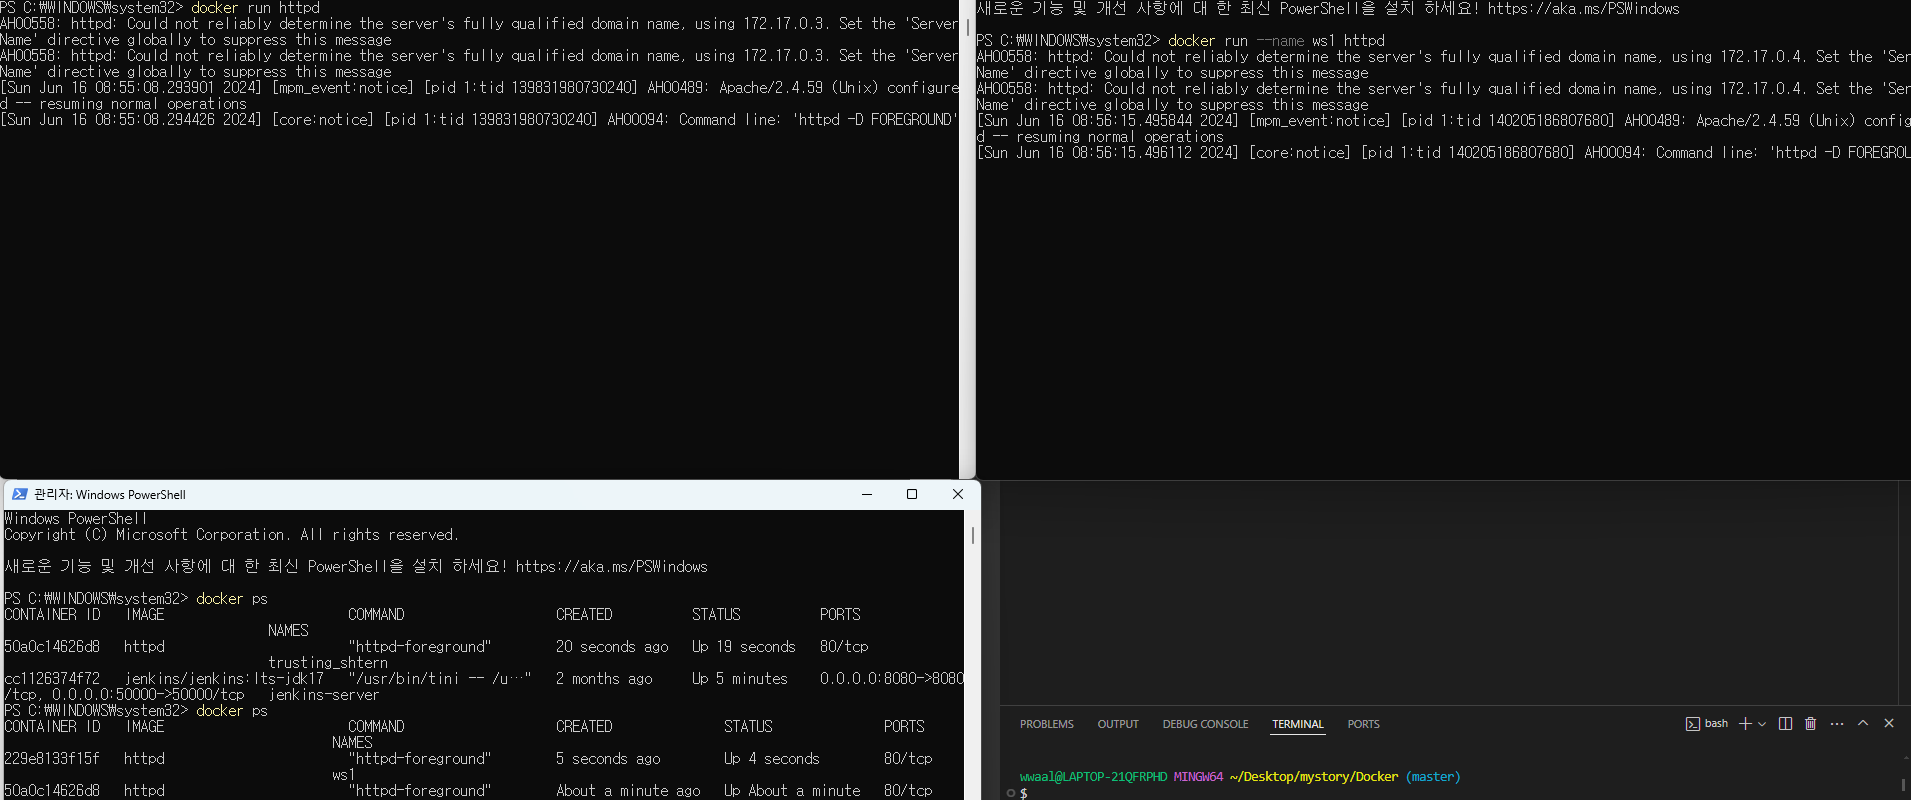 PS C:₩WINDOWS₩system32> docker run httpd
AH00558: httpd: Could not reliably determine the server's fully qualified domain name, using 172.17.0.3. Set the 'Server
Name' directive globally to suppress this message
AH00558: httpd: Could not reliably determine the server's fully qualified domain name, using 172.17.0.3. Set the 'Server
Name' directive globally to suppress this message
[Sun Jun 16 08:55:08.293901 2024] [mpm_event:notice] [pid 1:tid 139831980730240] AH00489: Apache/2.4.59 (Unix) configure
d -- resuming normal operations
[Sun Jun 16 08:55:08.294426 2024] [core:notice] [pid 1:tid 139831980730240] AH00094: Command line: 'httpd -D FOREGROUND'
새로운 기능 및 개선 사항에 대 한 최신 PowerShell을 설치 하세요! https://aka.ms/PSWindows
PS C:₩WINDOWS₩system32> docker run --name ws1 httpd
AH00558: httpd: Could not reliably determine the server's fully qualified domain name, using 172.17.0.4. Set the 'Ser
Name' directive globally to suppress this message
AH00558: httpd: Could not reliably determine the server's fully qualified domain name, using 172.17.0.4. Set the 'Ser
Name' directive globally to suppress this message
[Sun Jun 16 08:56:15.495844 2024] [mpm_event:notice] [pid 1:tid 140205186807680] AH00489: Apache/2.4.59 (Unix) config
d -- resuming normal operations
[Sun Jun 16 08:56:15.496112 2024] [core:notice] [pid 1:tid 140205186807680] AH00094: Command line: 'httpd -D FOREGROU
관리자: Windows PowerShell
Windows PowerShell
Copyright (C) Microsoft Corporation. All rights reserved.
새로운 기능 및 개선 사항에 대 한 최신 PowerShell을 설치 하세요! https://aka.ms/PSWindows
PS C:₩WINDOWS₩system32> docker ps
CONTAINER ID IMAGE COMMAND CREATED STATUS PORTS
NAMES
50a0c14626d8 httpd "httpd-foreground" 20 seconds ago Up 19 seconds 80/tcp
trusting_shtern
cc1126374f72 jenkins/jenkins:lts-jdk17 "/usr/bin/tini -- /u…" 2 months ago Up 5 minutes 0.0.0.0:8080->8080
/tcp, 0.0.0.0:50000->50000/tcp jenkins-server
PS C:₩WINDOWS₩system32> docker ps
CONTAINER ID IMAGE COMMAND CREATED STATUS PORTS
NAMES
229e8133f15f httpd "httpd-foreground" 5 seconds ago Up 4 seconds 80/tcp
ws1
50a0c14626d8 httpd "httpd-foreground" About a minute ago Up About a minute 80/tcp
PROBLEMS OUTPUT DEBUG CONSOLE TERMINAL PORTS bash
wwaal@LAPTOP-21QFRPHD MINGW64 ~/Desktop/mystory/Docker (master)
$